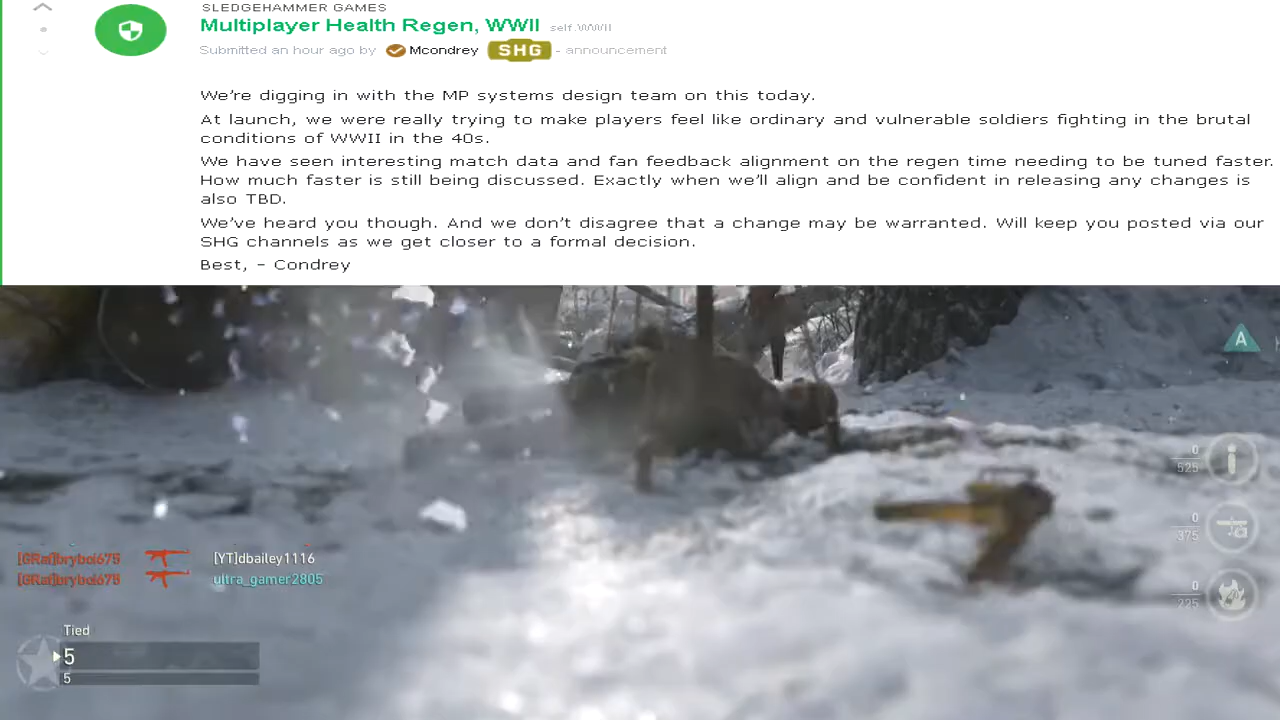 SLEDGEHAMMER GAMES
Multiplayer Health Regen, WWII self.WWII
Submitted an hour ago by Mcondrey SHG - announcement
We're digging in with the MP systems design team on this today.
At launch, we were really trying to make players feel like ordinary and vulnerable soldiers fighting in the brutal
conditions of WWII in the 40s.
We have seen interesting match data and fan feedback alignment on the regen time needing to be tuned faster.
How much faster is still being discussed. Exactly when we'll align and be confident in releasing any changes is
also TBD.
We've heard you though. And we don't disagree that a change may be warranted. Will keep you posted via our
SHG channels as we get closer to a formal decision.
Best, – Condrey
A
0
525
0
375
0
225
[GRat]bryboi675 [YT]dbailey1116
[GRat]bryboi675 ultra_gamer2805
Tied
5
5